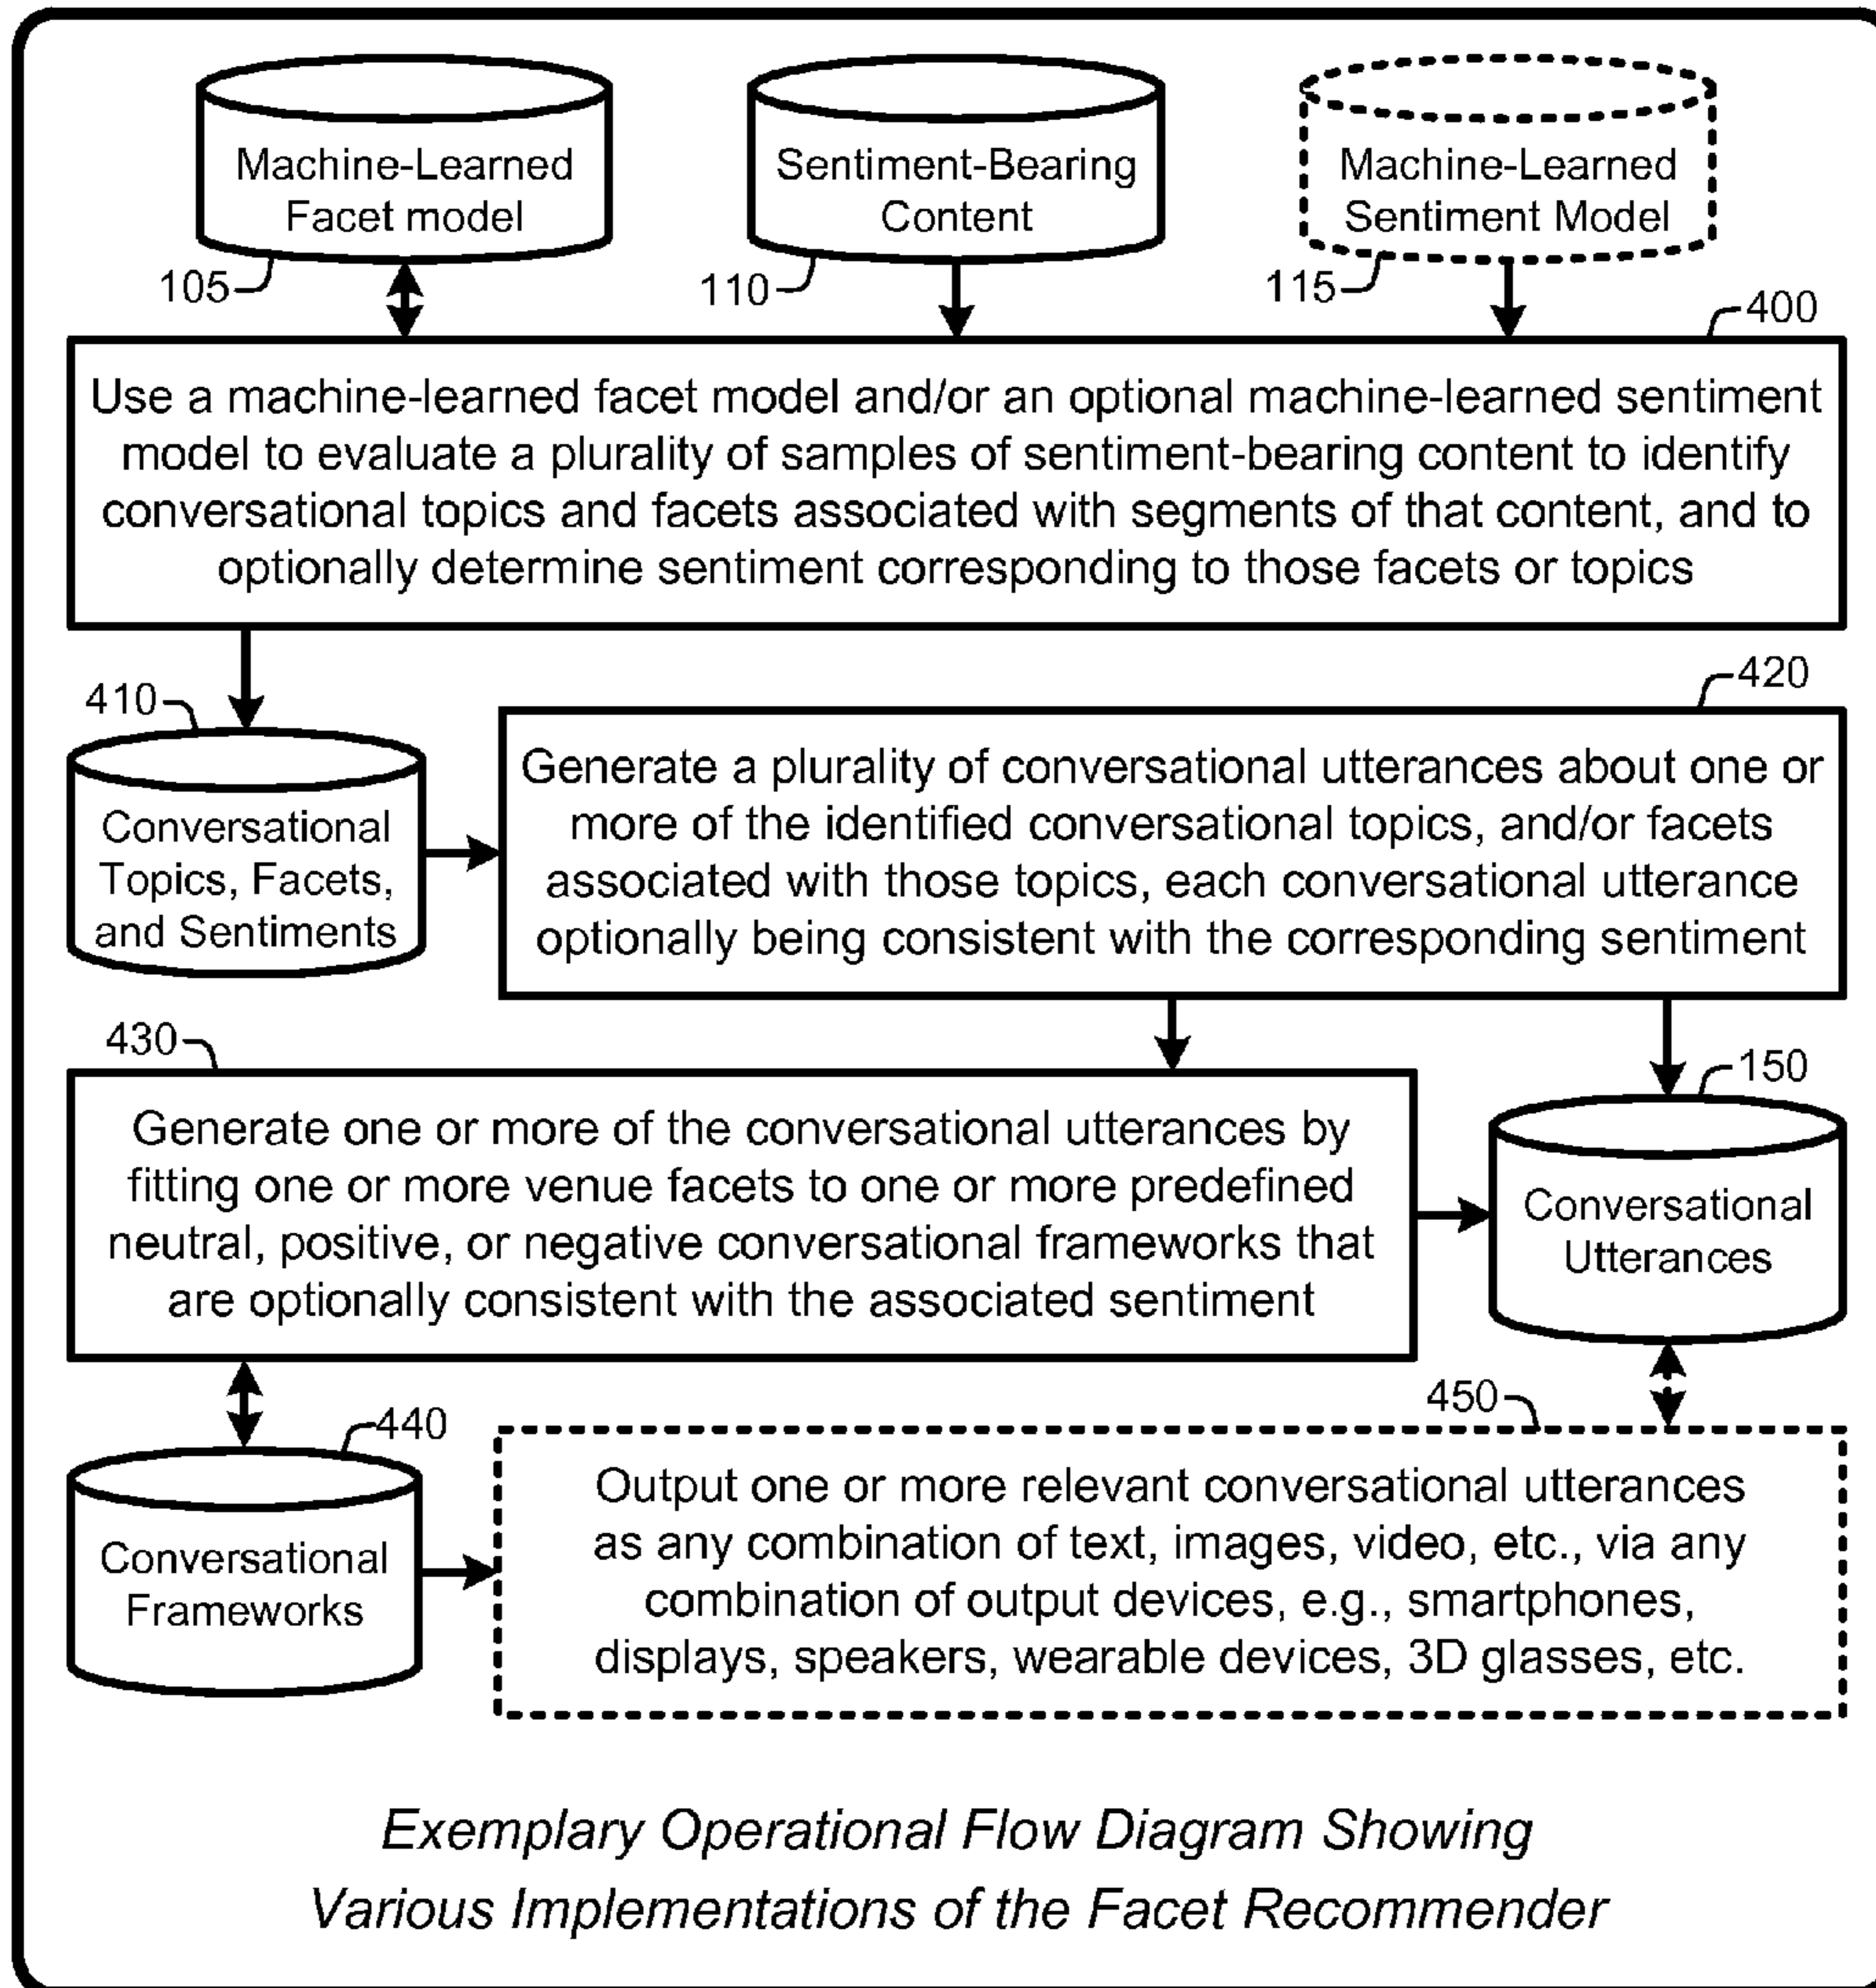 Machine-Learned
Facet model
105
Sentiment-Bearing
Content
110
Machine-Learned
Sentiment Model
115
400
Use a machine-learned facet model and/or an optional machine-learned sentiment
model to evaluate a plurality of samples of sentiment-bearing content to identify
conversational topics and facets associated with segments of that content, and to
optionally determine sentiment corresponding to those facets or topics
410
Conversational
Topics, Facets,
and Sentiments
420
Generate a plurality of conversational utterances about one or
more of the identified conversational topics, and/or facets
associated with those topics, each conversational utterance
optionally being consistent with the corresponding sentiment
430
Generate one or more of the conversational utterances by
fitting one or more venue facets to one or more predefined
neutral, positive, or negative conversational frameworks that
are optionally consistent with the associated sentiment
150
Conversational
Utterances
440
Conversational
Frameworks
450
Output one or more relevant conversational utterances
as any combination of text, images, video, etc., via any
combination of output devices, e.g., smartphones,
displays, speakers, wearable devices, 3D glasses, etc.
Exemplary Operational Flow Diagram Showing
Various Implementations of the Facet Recommender